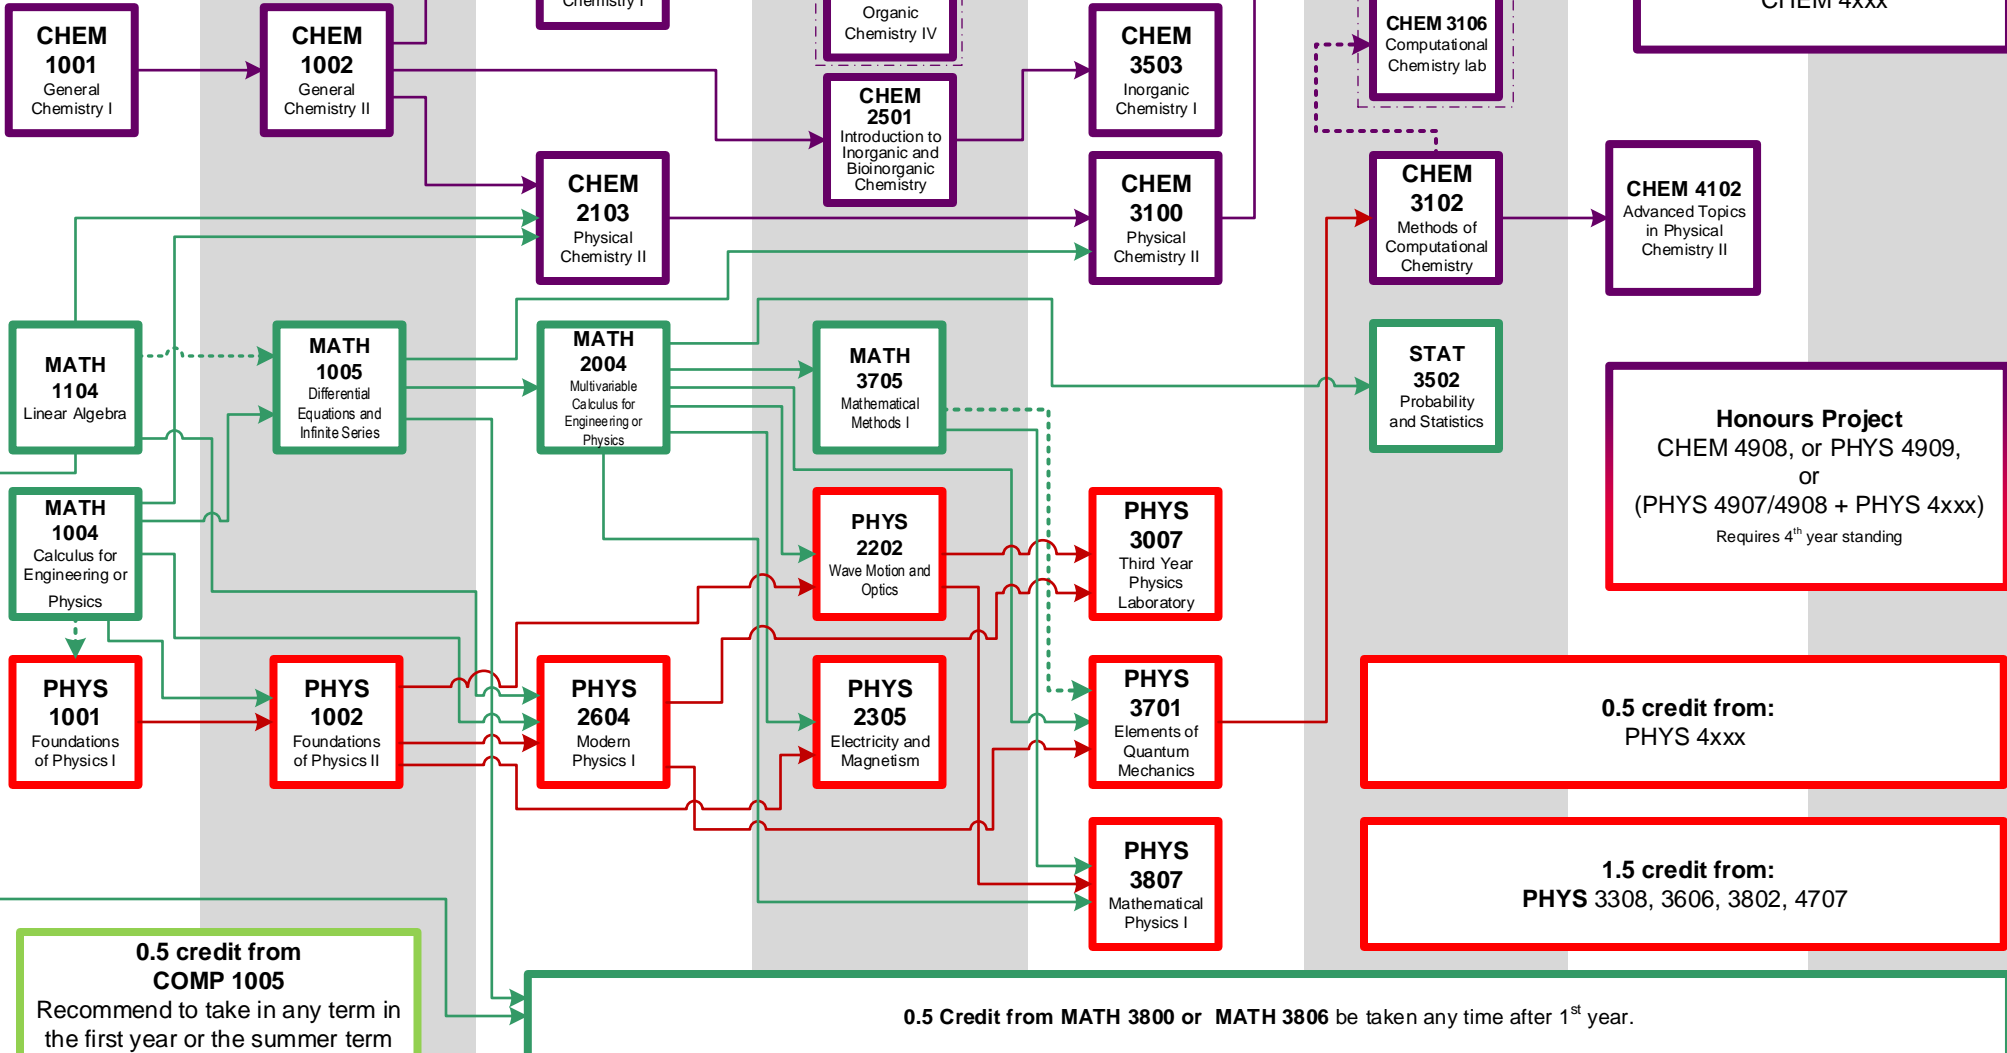 Chemistry I
Organic
Chemistry IV
CHEM 4xxx
CHEM
1001
General
Chemistry I
CHEM
1002
General
Chemistry II
CHEM
2501
Introduction to
Inorganic and
Bioinorganic
Chemistry
CHEM
3503
Inorganic
Chemistry I
CHEM 3106
Computational
Chemistry lab
CHEM
2103
Physical
Chemistry II
CHEM
3100
Physical
Chemistry II
CHEM
3102
Methods of
Computational
Chemistry
CHEM 4102
Advanced Topics
in Physical
Chemistry II
MATH
1104
Linear Algebra
MATH
1005
Differential
Equations and
Infinite Series
MATH
2004
Multivariable
Calculus for
Engineering or
Physics
MATH
3705
Mathematical
Methods I
STAT
3502
Probability
and Statistics
Honours Project
CHEM 4908, or PHYS 4909,
or
(PHYS 4907/4908 + PHYS 4xxx)
Requires 4th year standing
MATH
1004
Calculus for
Engineering or
Physics
PHYS
2202
Wave Motion and
Optics
PHYS
3007
Third Year
Physics
Laboratory
PHYS
1001
Foundations
of Physics I
PHYS
1002
Foundations
of Physics II
PHYS
2604
Modern
Physics I
PHYS
2305
Electricity and
Magnetism
PHYS
3701
Elements of
Quantum
Mechanics
0.5 credit from:
PHYS 4xxx
PHYS
3807
Mathematical
Physics I
1.5 credit from:
PHYS 3308, 3606, 3802, 4707
0.5 credit from
COMP 1005
Recommend to take in any term in
the first year or the summer term
0.5 Credit from MATH 3800 or MATH 3806 be taken any time after 1st year.